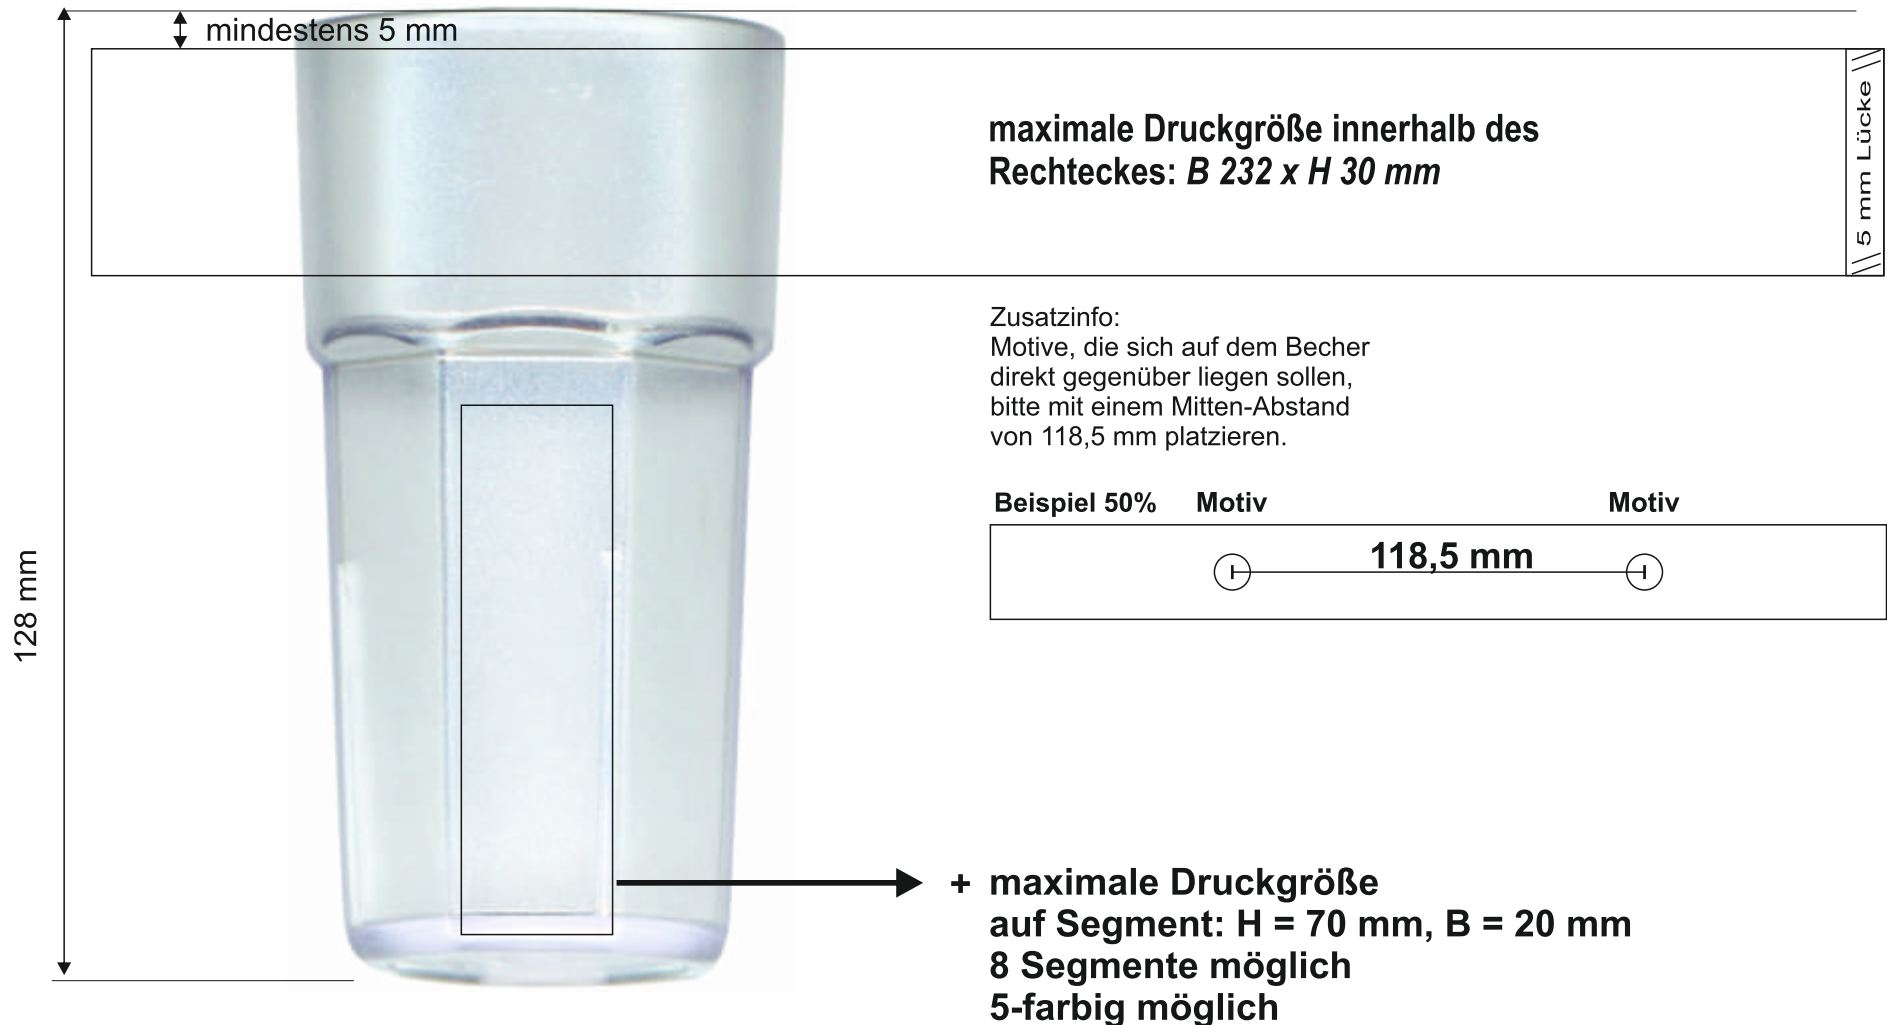 mindestens 5 mm
maximale Druckgröße innerhalb des
Rechteckes: B 232 x H 30 mm
5 mm Lücke
Zusatzinfo:
Motive, die sich auf dem Becher
direkt gegenüber liegen sollen,
bitte mit einem Mitten-Abstand
von 118,5 mm platzieren.
Beispiel 50% Motiv Motiv
118,5 mm
128 mm
+ maximale Druckgröße
auf Segment: H = 70 mm, B = 20 mm
8 Segmente möglich
5-farbig möglich